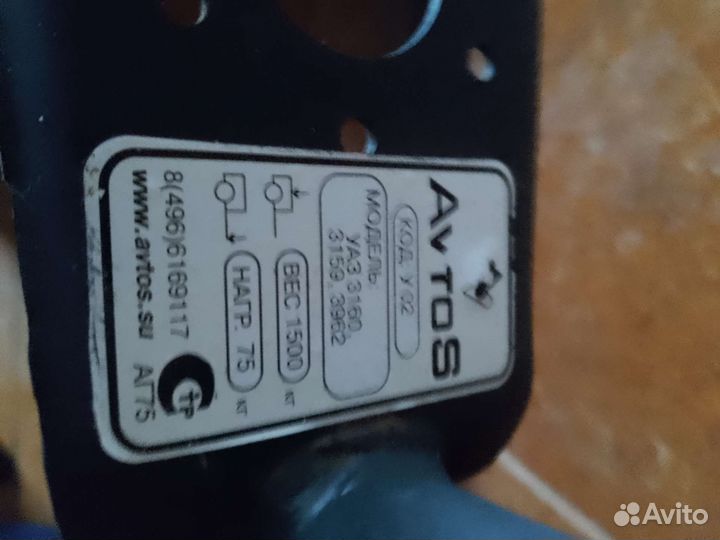 AvtoS
КОД: У 02
МОДЕЛЬ:
УАЗ 3160,
3159, 3962
ВЕС 1500 кг
НАГР. 75 кг
8(496)6169117
www.avtos.su АГ75
Avito